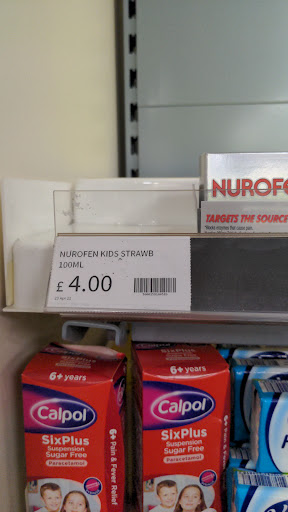 NUROFE
TARGETS THE SOURCE
NUROFEN KIDS STRAWB
100ML
£ 4.00
6+ years
Calpol
SixPlus
Suspension
Sugar Free
Paracetamol
6+ Pain & Fever Relief
6+ years
Calpol
SixPlus
Suspension
Sugar Free
Paracetamol